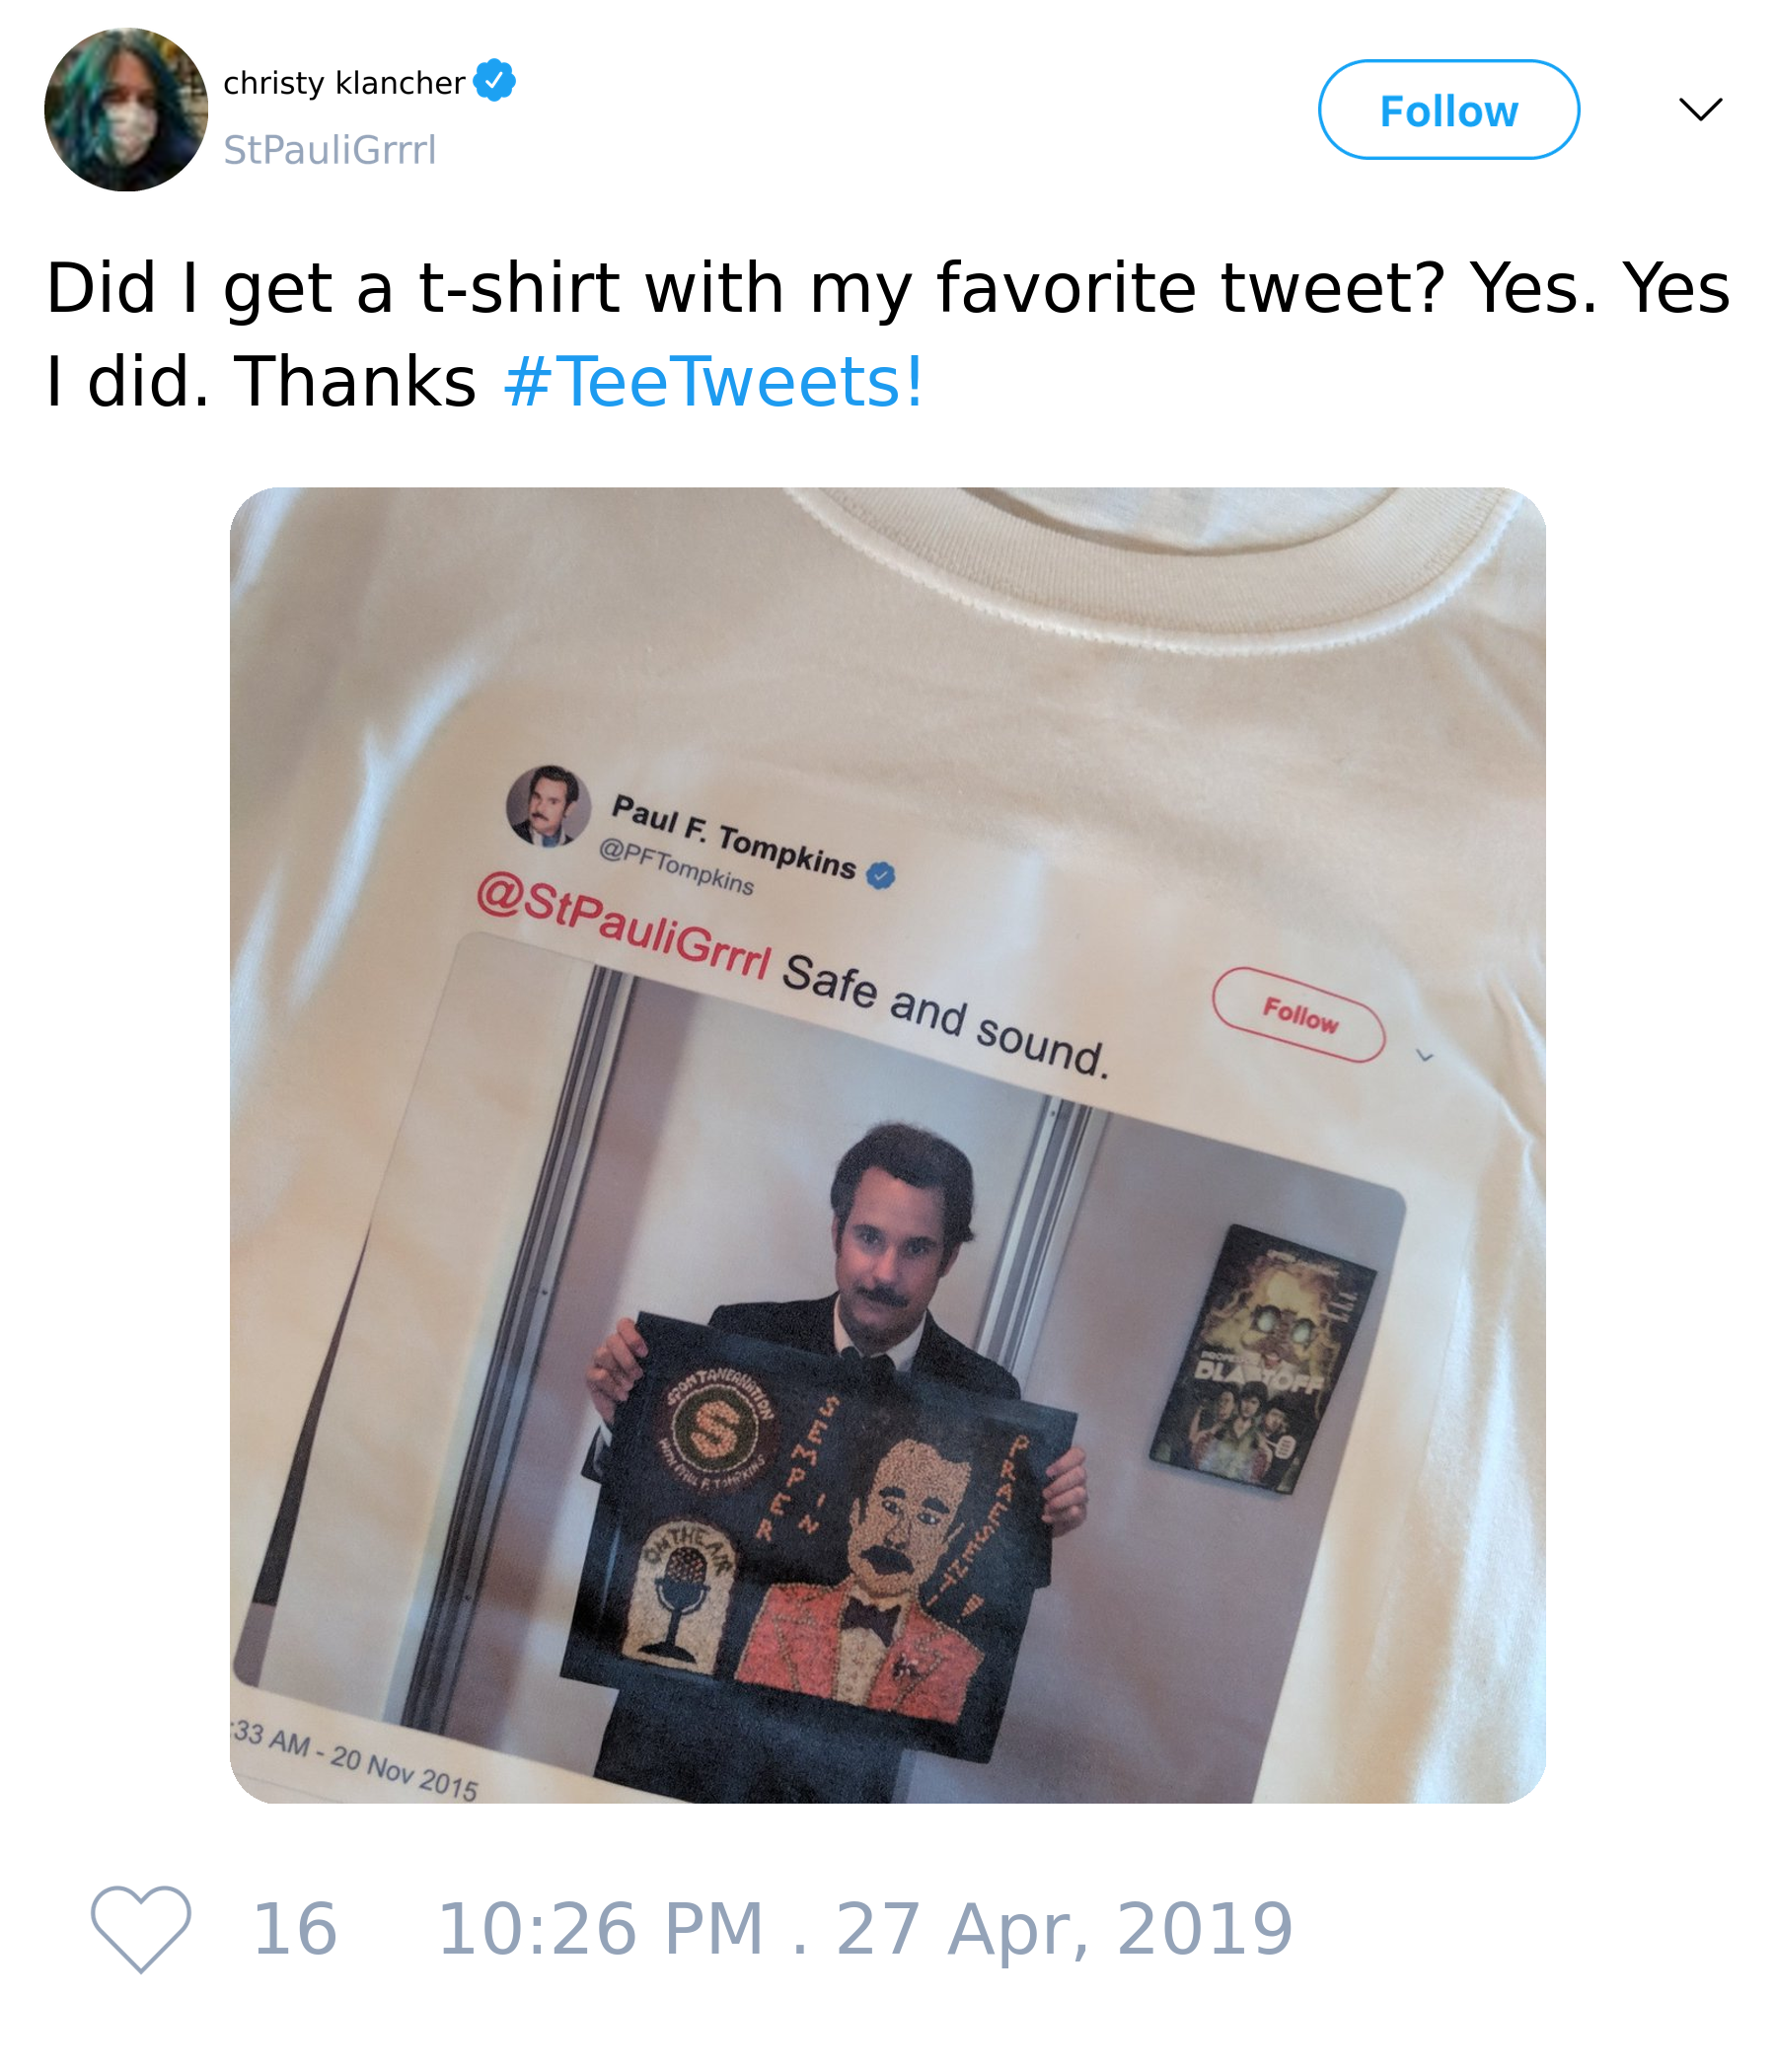 christy klancher
StPauliGrrrl
Follow
Did I get a t-shirt with my favorite tweet? Yes. Yes
I did. Thanks #TeeTweets!
Paul F. Tompkins
@PFTompkins
Follow
@StPauliGrrrl Safe and sound.
SPONTANEANATION
S
WITH PAUL F. TOMPKINS
SEMPER
IN
PRAESENTI!
ON THE AIR
:33 AM - 20 Nov 2015
16
10:26 PM . 27 Apr, 2019